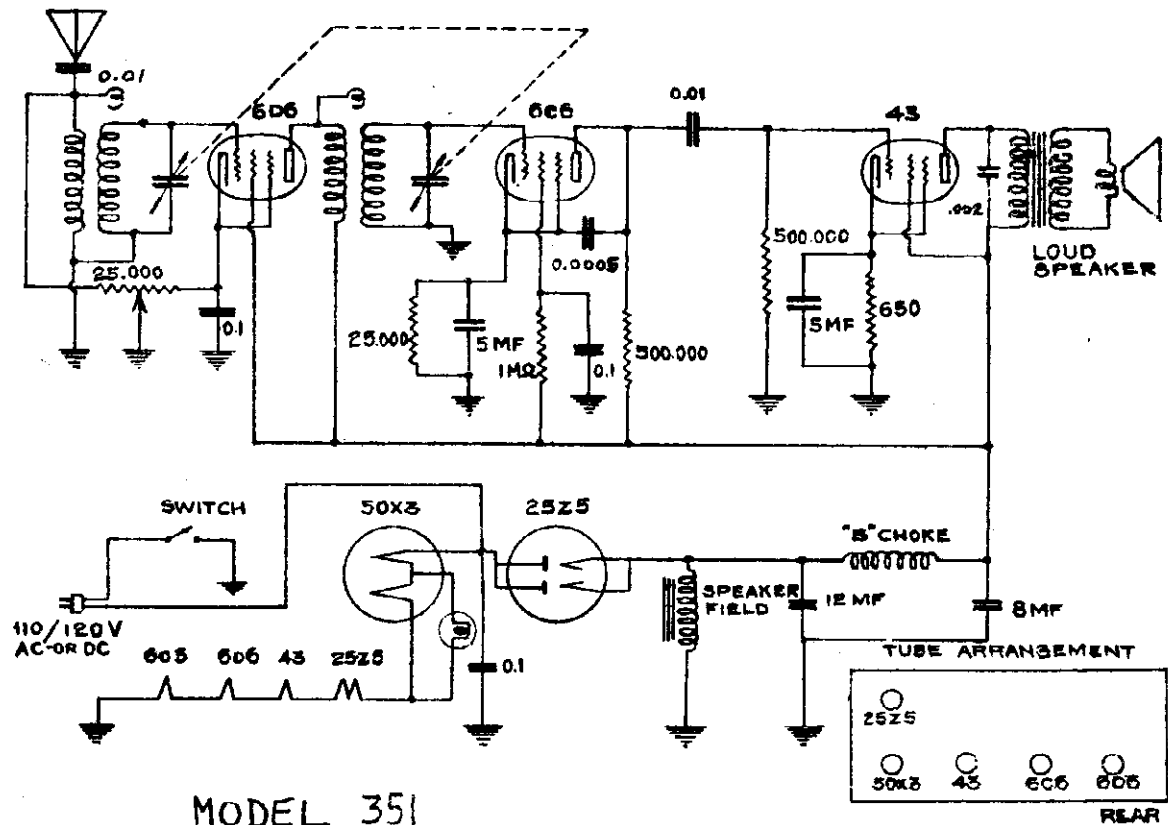 0.01
6D6
6C6
0.01
43
.002
LOUD
SPEAKER
25.000
0.1
0.0005
25.000
5MF
1MΩ
0.1
500.000
500.000
5MF
650
SWITCH
50X3
25Z5
"B" CHOKE
110/120V
AC-OR DC
SPEAKER
FIELD
12 MF
8MF
6C6
6D6
43
25Z5
0.1
TUBE ARRANGEMENT
25Z5
50X3
43
6C6
6D6
REAR
MODEL 351